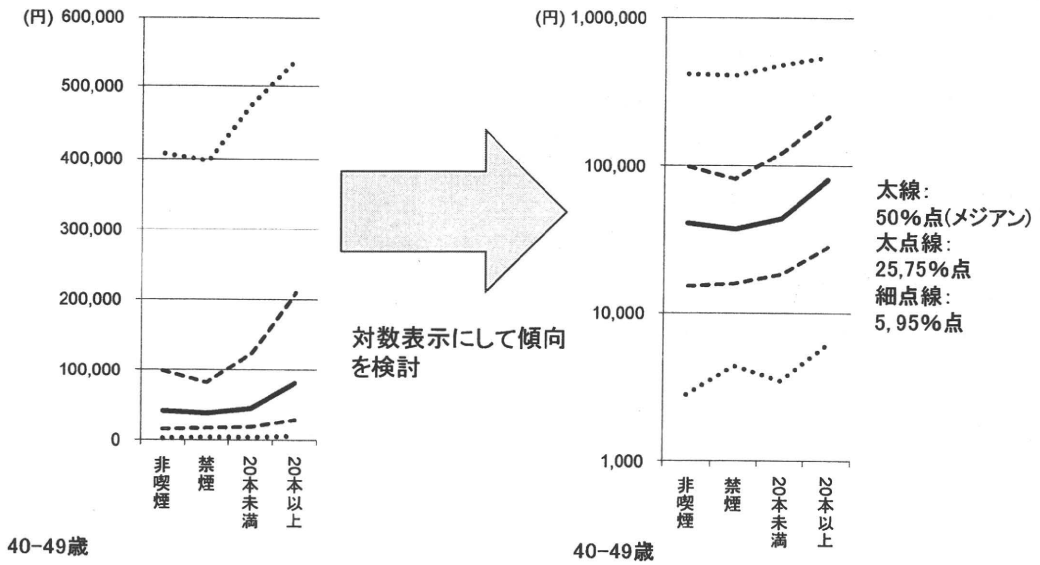 (円) 600,000
500,000
400,000
300,000
200,000
100,000
0
非喫煙
禁煙
20本未満
20本以上
40-49歳
対数表示にして傾向
を検討
(円) 1,000,000
100,000
10,000
1,000
非喫煙
禁煙
20本未満
20本以上
40-49歳
太線:
50%点(メジアン)
太点線:
25,75%点
細点線:
5,95%点